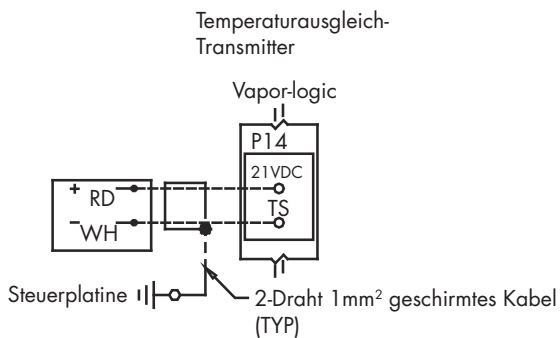 Temperaturausgleich-
Transmitter
Vapor-logic
P14
21VDC
+ RD
TS
− WH
Steuerplatine
2-Draht 1mm² geschirmtes Kabel
(TYP)